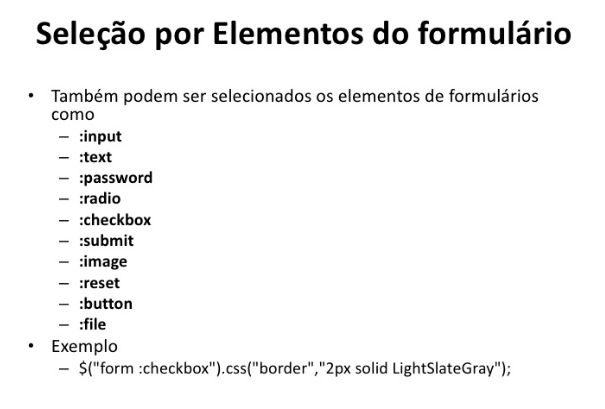 Seleção por Elementos do formulário
• Também podem ser selecionados os elementos de formulários
como
– :input
– :text
– :password
– :radio
– :checkbox
– :submit
– :image
– :reset
– :button
– :file
• Exemplo
– $("form :checkbox").css("border","2px solid LightSlateGray");